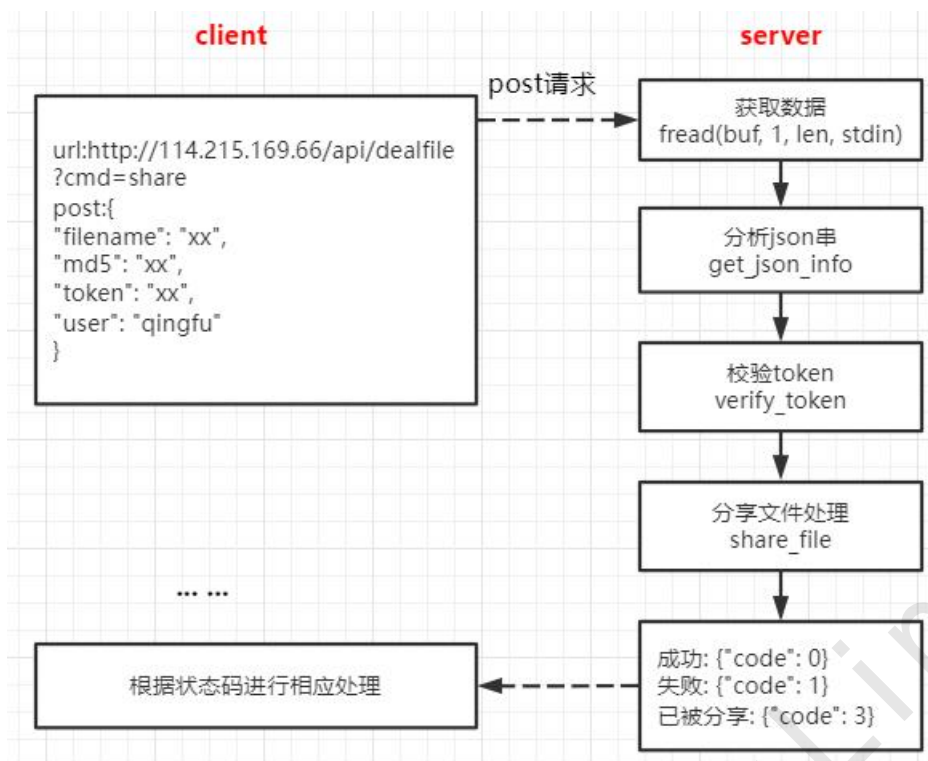 client
server
post请求
url:http://114.215.169.66/api/dealfile
?cmd=share
post:{
"filename": "xx",
"md5": "xx",
"token": "xx",
"user": "qingfu"
}
获取数据
fread(buf, 1, len, stdin)
分析json串
get_json_info
校验token
verify_token
分享文件处理
share_file
... ...
成功: {"code": 0}
失败: {"code": 1}
已被分享: {"code": 3}
根据状态码进行相应处理